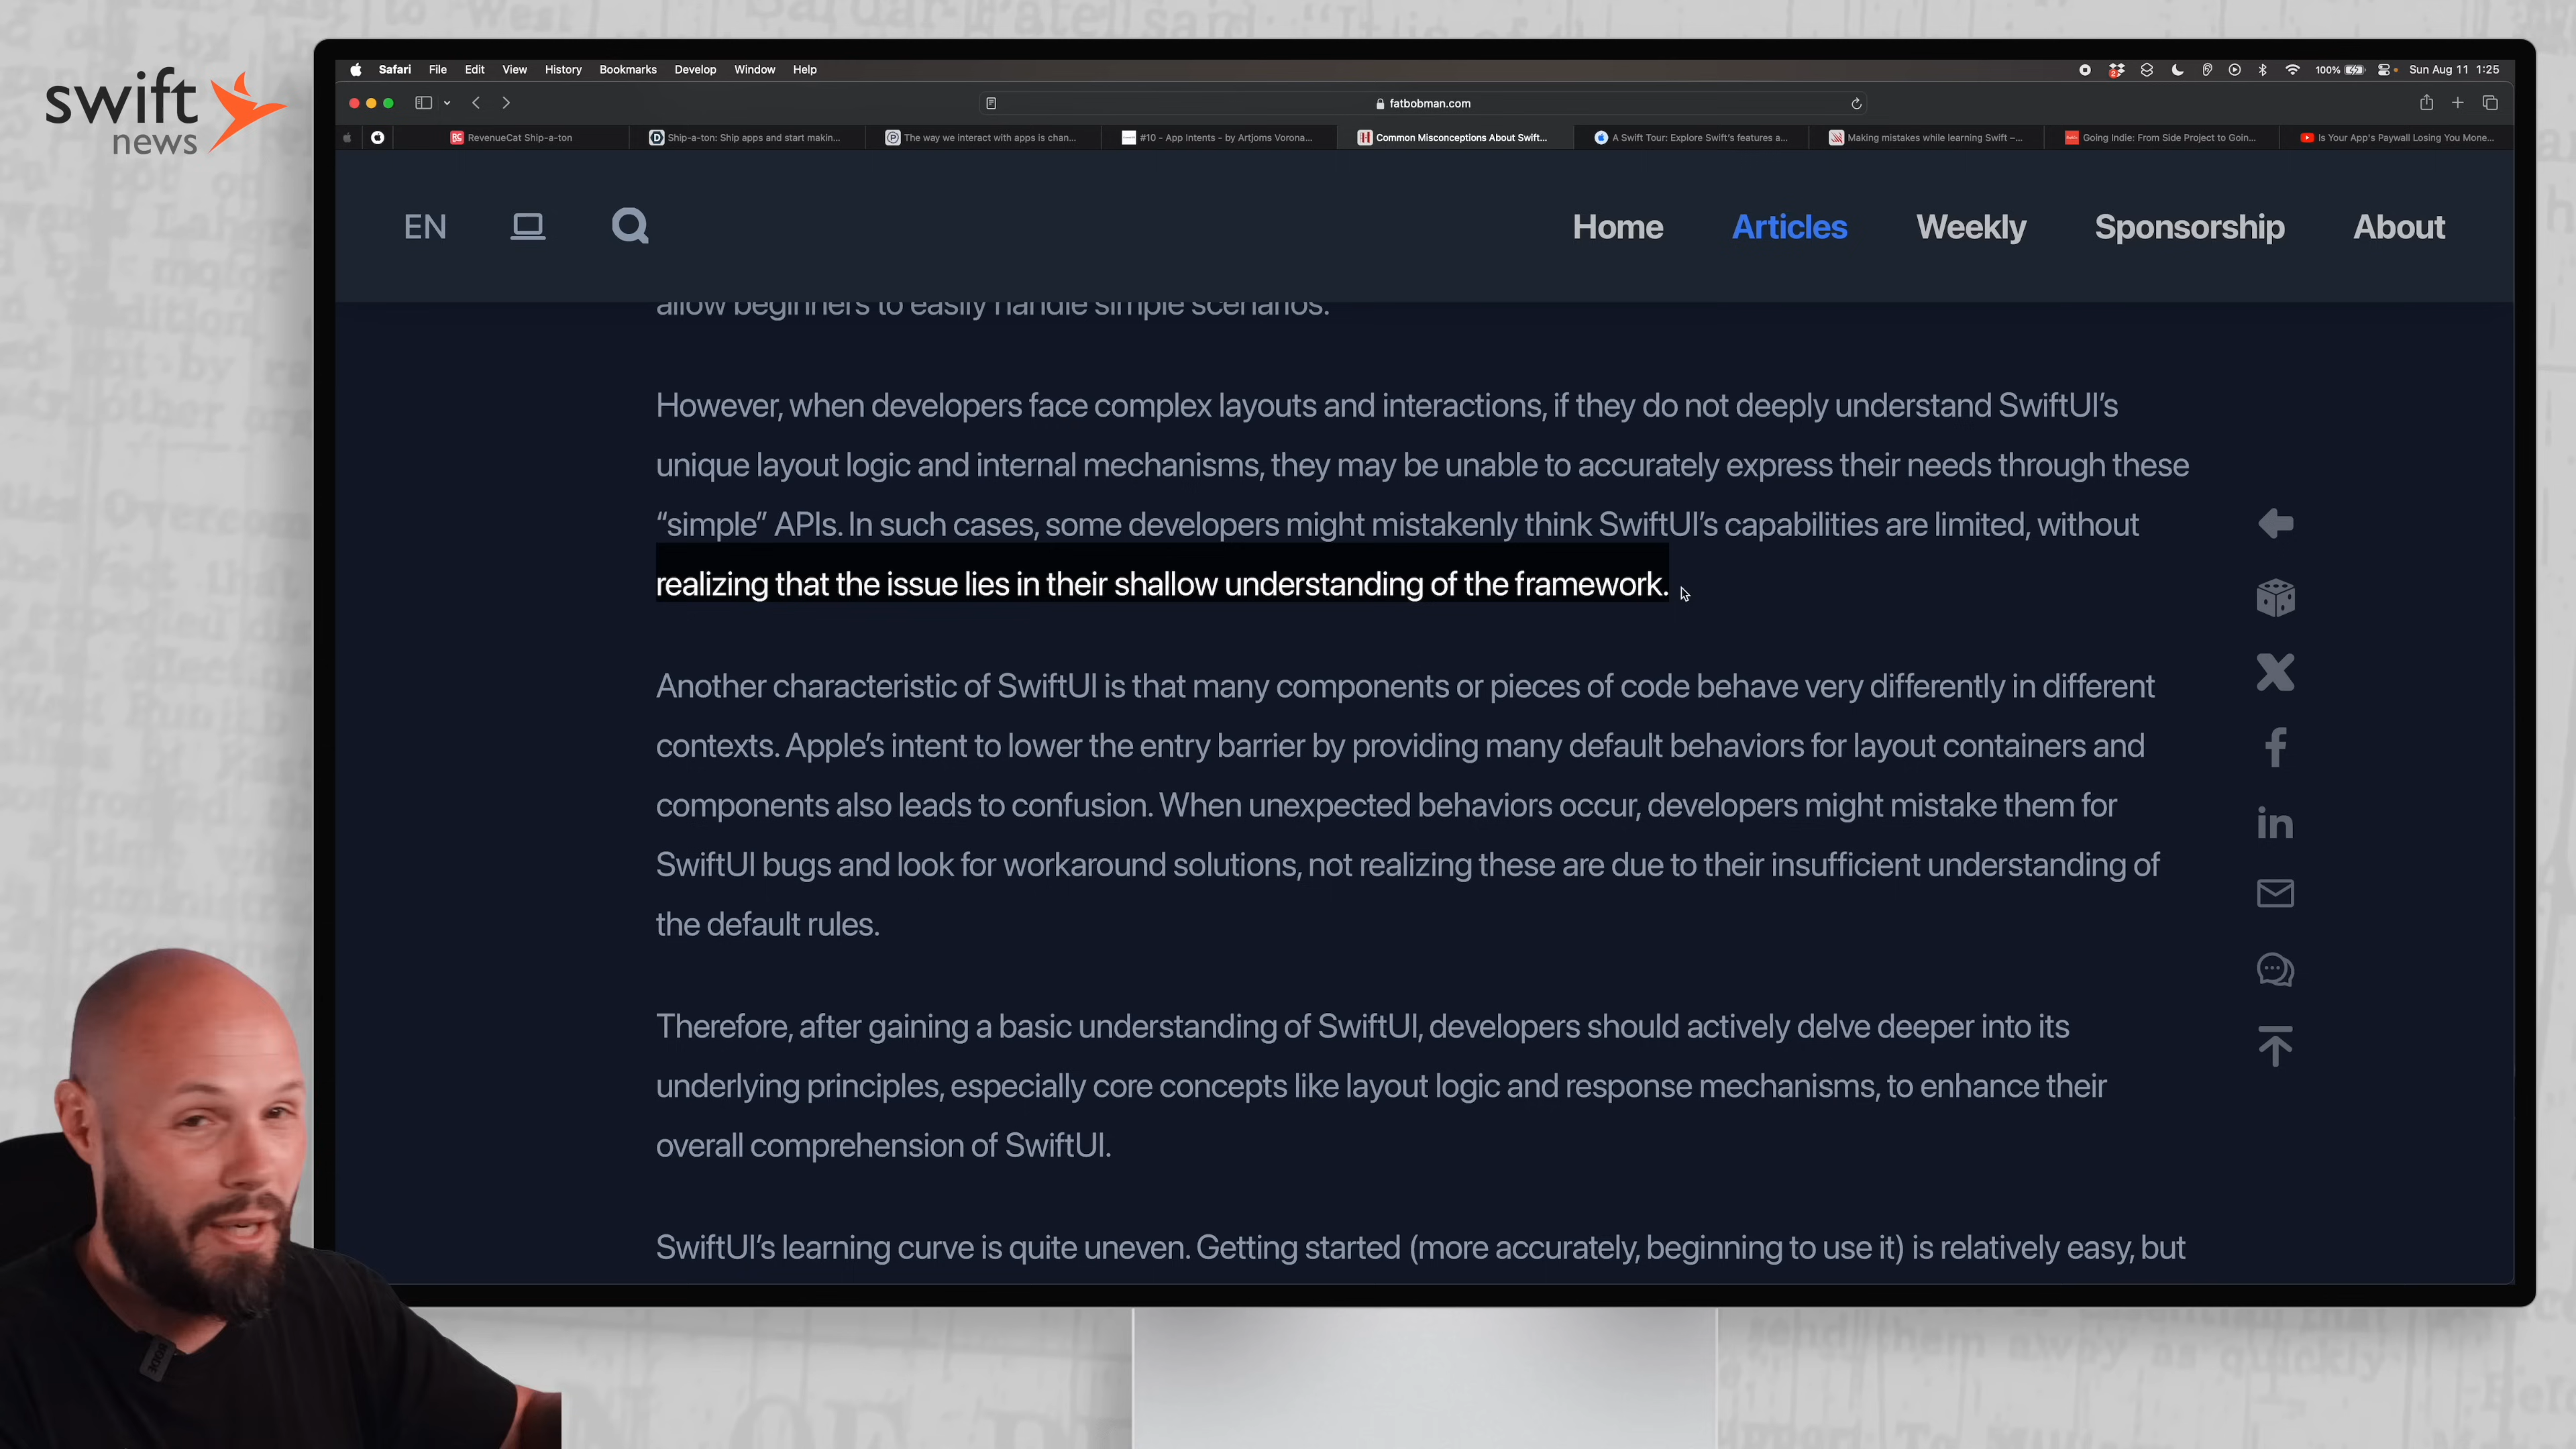 swift
news
Safari File Edit View History Bookmarks Develop Window Help
100% Sun Aug 11 1:25
fatbobman.com
RevenueCat Ship-a-ton
Ship-a-ton: Ship apps and start makin...
The way we interact with apps is chan...
#10 - App Intents - by Artjoms Vorona...
Common Misconceptions About Swift...
A Swift Tour: Explore Swift's features a...
Making mistakes while learning Swift –...
Going Indie: From Side Project to Goin...
Is Your App's Paywall Losing You Mone...
EN
Home Articles Weekly Sponsorship About
allow beginners to easily handle simple scenarios.
However, when developers face complex layouts and interactions, if they do not deeply understand SwiftUI's
unique layout logic and internal mechanisms, they may be unable to accurately express their needs through these
“simple” APIs. In such cases, some developers might mistakenly think SwiftUI's capabilities are limited, without
realizing that the issue lies in their shallow understanding of the framework.
Another characteristic of SwiftUI is that many components or pieces of code behave very differently in different
contexts. Apple's intent to lower the entry barrier by providing many default behaviors for layout containers and
components also leads to confusion. When unexpected behaviors occur, developers might mistake them for
SwiftUI bugs and look for workaround solutions, not realizing these are due to their insufficient understanding of
the default rules.
Therefore, after gaining a basic understanding of SwiftUI, developers should actively delve deeper into its
underlying principles, especially core concepts like layout logic and response mechanisms, to enhance their
overall comprehension of SwiftUI.
SwiftUI's learning curve is quite uneven. Getting started (more accurately, beginning to use it) is relatively easy, but